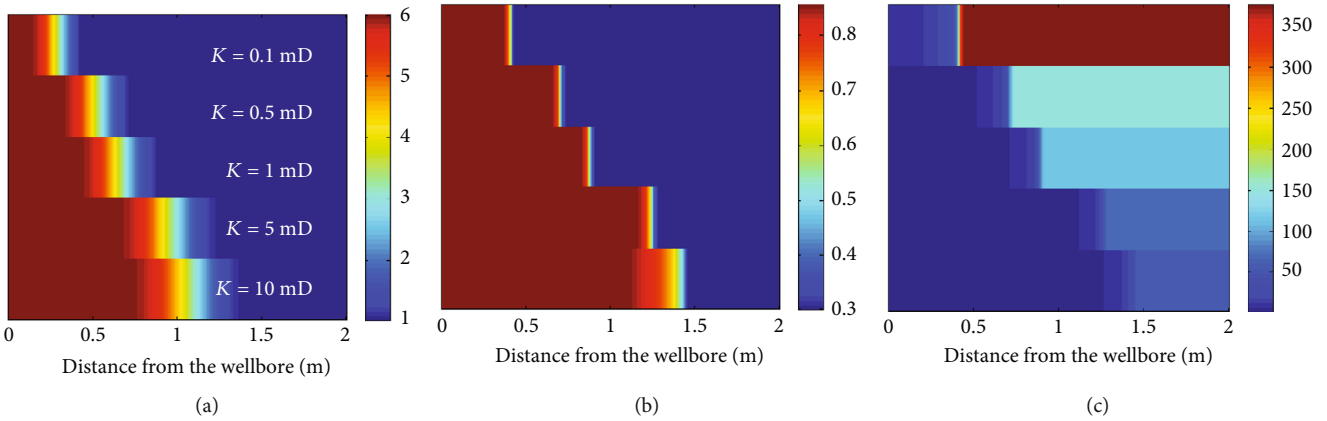 K = 0.1 mD
K = 0.5 mD
K = 1 mD
K = 5 mD
K = 10 mD
6
5
4
3
2
1
0 0.5 1 1.5 2
Distance from the wellbore (m)
(a)
0.8
0.7
0.6
0.5
0.4
0.3
0 0.5 1 1.5 2
Distance from the wellbore (m)
(b)
350
300
250
200
150
100
50
0 0.5 1 1.5 2
Distance from the wellbore (m)
(c)